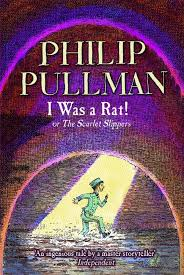 PHILIP
PULLMAN
I Was a Rat!
or The Scarlet Slippers
An ingenious tale by a master storyteller
Independent